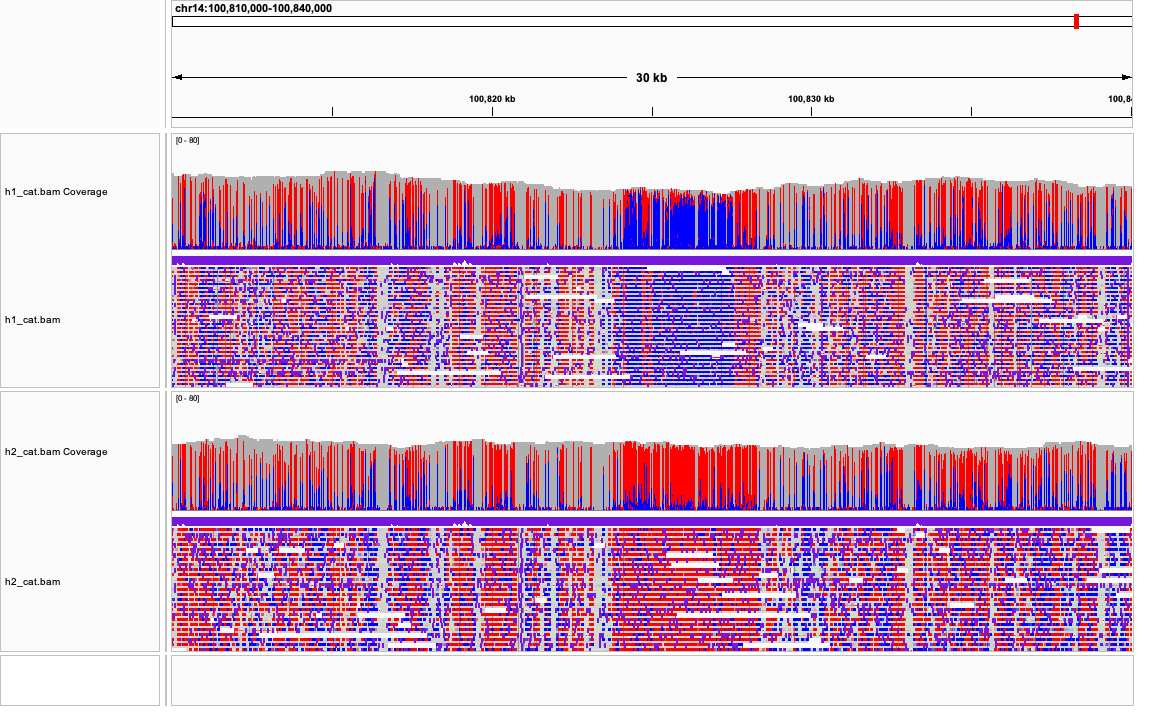 chr14:100,810,000-100,840,000
30 kb
100,820 kb
100,830 kb
100,84
[0 - 80]
h1_cat.bam Coverage
h1_cat.bam
[0 - 80]
h2_cat.bam Coverage
h2_cat.bam